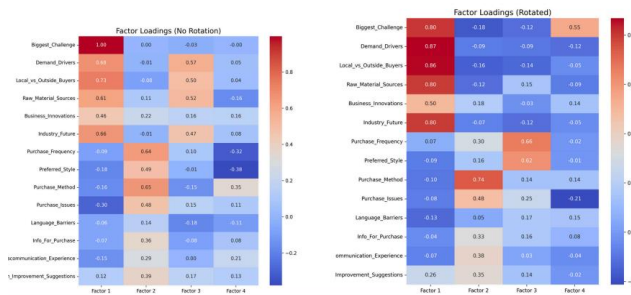 Factor Loadings (No Rotation)
Biggest_Challenge 1.00 0.00 -0.03 -0.00
Demand_Drivers -0.01 0.57 0.05
Local_vs_Outside_Buyers 0.73 0.50 0.04
Raw_Material_Sources 0.61 0.11 0.52 -0.16
Business_Innovations 0.46 0.22 0.16 0.16
Industry_Future 0.66 -0.01 0.47 0.08
Purchase_Frequency -0.09 0.64 0.10 -0.32
Preferred_Style -0.18 0.49 -0.01 -0.38
Purchase_Method -0.16 0.65 -0.15 0.35
Purchase_Issues -0.30 0.48 0.15 0.11
Language_Barriers -0.08 0.14 -0.18 -0.11
Info_For_Purchase -0.07 0.36 -0.08 0.08
ommunication_Experience -0.15 0.29 0.00 0.21
_Improvement_Suggestions 0.12 0.39 0.17 0.13
Factor 1 Factor 2 Factor 3 Factor 4
0.8
0.6
0.4
0.2
0.0
-0.2
Factor Loadings (Rotated)
Biggest_Challenge 0.80 -0.18 -0.12 0.55
Demand_Drivers 0.87 -0.09 -0.09 -0.12
Local_vs_Outside_Buyers 0.86 -0.16 -0.14 -0.05
Raw_Material_Sources 0.80 -0.12 0.15 -0.09
Business_Innovations 0.50 0.18 -0.03 0.14
Industry_Future 0.80 -0.07 -0.12 -0.05
Purchase_Frequency 0.07 0.30 0.66 -0.02
Preferred_Style -0.09 0.16 0.62 -0.01
Purchase_Method -0.10 0.74 0.14 0.14
Purchase_Issues -0.08 0.48 0.25 -0.21
Language_Barriers -0.13 0.05 0.17 0.15
Info_For_Purchase -0.04 0.33 0.16 0.08
ommunication_Experience -0.07 0.38 0.03 -0.04
Improvement_Suggestions 0.26 0.35 0.14 -0.02
Factor 1 Factor 2 Factor 3 Factor 4